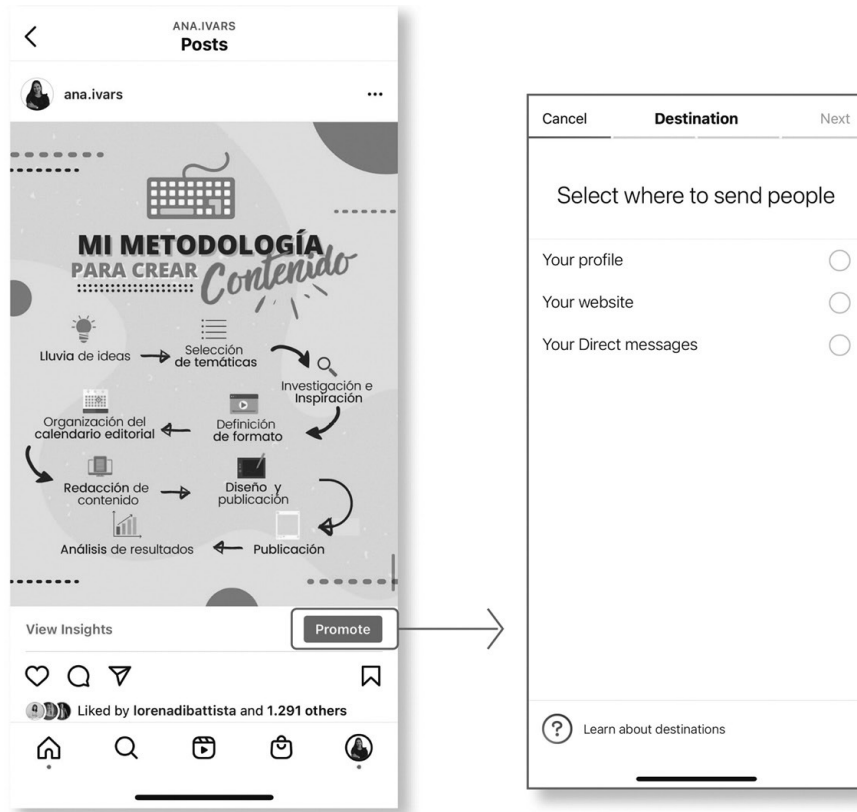 ANA.IVARS
Posts
ana.ivars
MI METODOLOGÍA
PARA CREAR
Contenido
Lluvia de ideas
Selección
de temáticas
Investigación e
Inspiración
Definición
de formato
Organización del
calendario editorial
Redacción de
contenido
Diseño y
publicación
Publicación
Análisis de resultados
View Insights
Promote
Liked by lorenadibattista and 1.291 others
Cancel
Destination
Next
Select where to send people
Your profile
Your website
Your Direct messages
? Learn about destinations